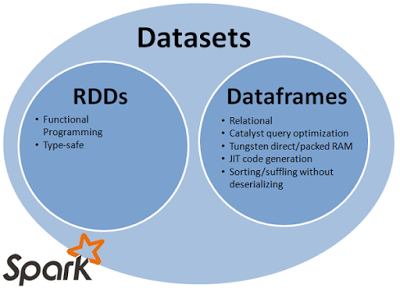 Datasets
RDDs
• Functional
Programming
• Type-safe
Dataframes
• Relational
• Catalyst query optimization
• Tungsten direct/packed RAM
• JIT code generation
• Sorting/suffling without
deserializing
Spark